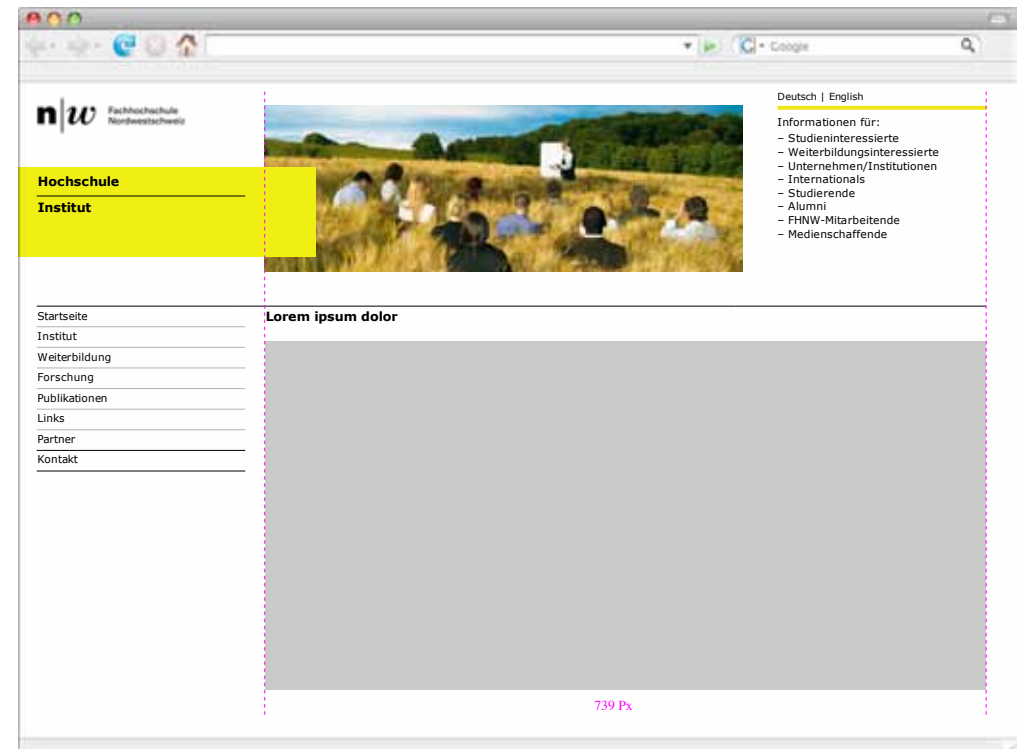 Google
n|w Fachhochschule
Nordwestschweiz
Hochschule
Institut
Deutsch | English
Informationen für:
– Studieninteressierte
– Weiterbildungsinteressierte
– Unternehmen/Institutionen
– Internationals
– Studierende
– Alumni
– FHNW-Mitarbeitende
– Medienschaffende
Startseite
Institut
Weiterbildung
Forschung
Publikationen
Links
Partner
Kontakt
Lorem ipsum dolor
739 Px